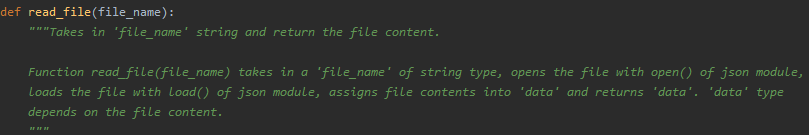 def read_file(file_name):
"""Takes in 'file_name' string and return the file content.
Function read_file(file_name) takes in a 'file_name' of string type, opens the file with open() of json module,
loads the file with load() of json module, assigns file contents into 'data' and returns 'data'. 'data' type
depends on the file content.
"""